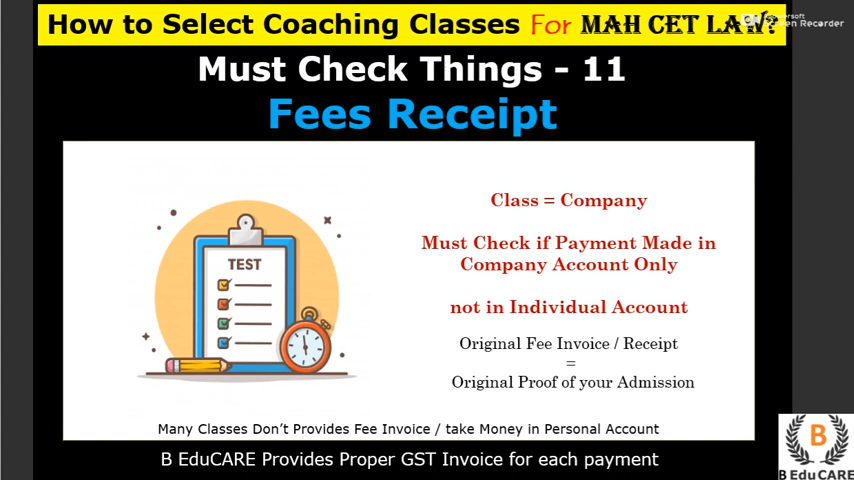 How to Select Coaching Classes For MAH CET LAW?
Screen Recorder
Must Check Things - 11
Fees Receipt
TEST
Class = Company
Must Check if Payment Made in
Company Account Only
not in Individual Account
Original Fee Invoice / Receipt
=
Original Proof of your Admission
Many Classes Don't Provides Fee Invoice / take Money in Personal Account
B EduCARE Provides Proper GST Invoice for each payment
B
B EduCARE